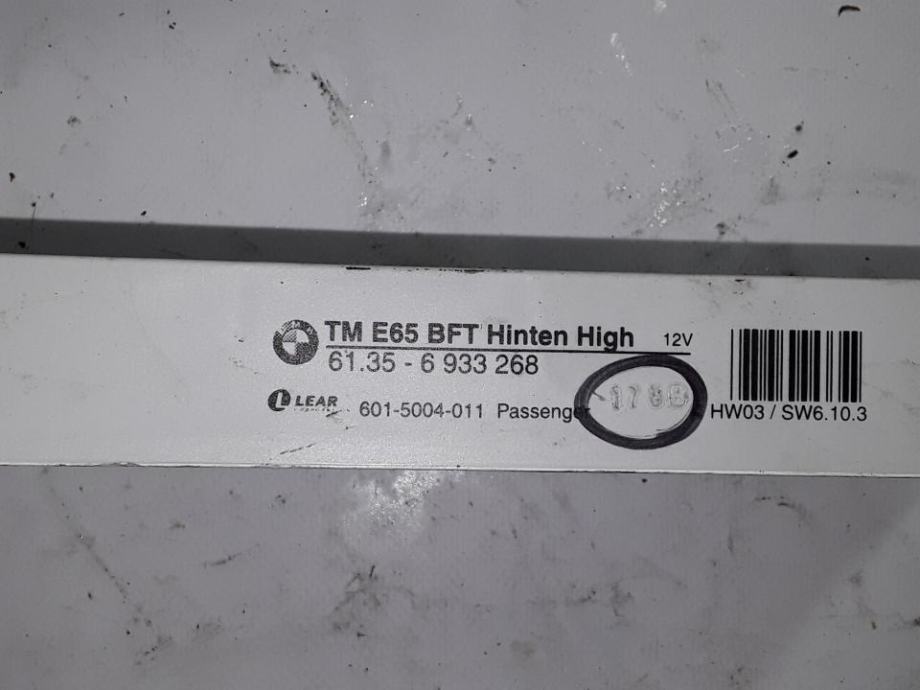 TM E65 BFT Hinten High 12V
61.35 - 6 933 268
LEAR 601-5004-011 Passenger HW03 / SW6.10.3